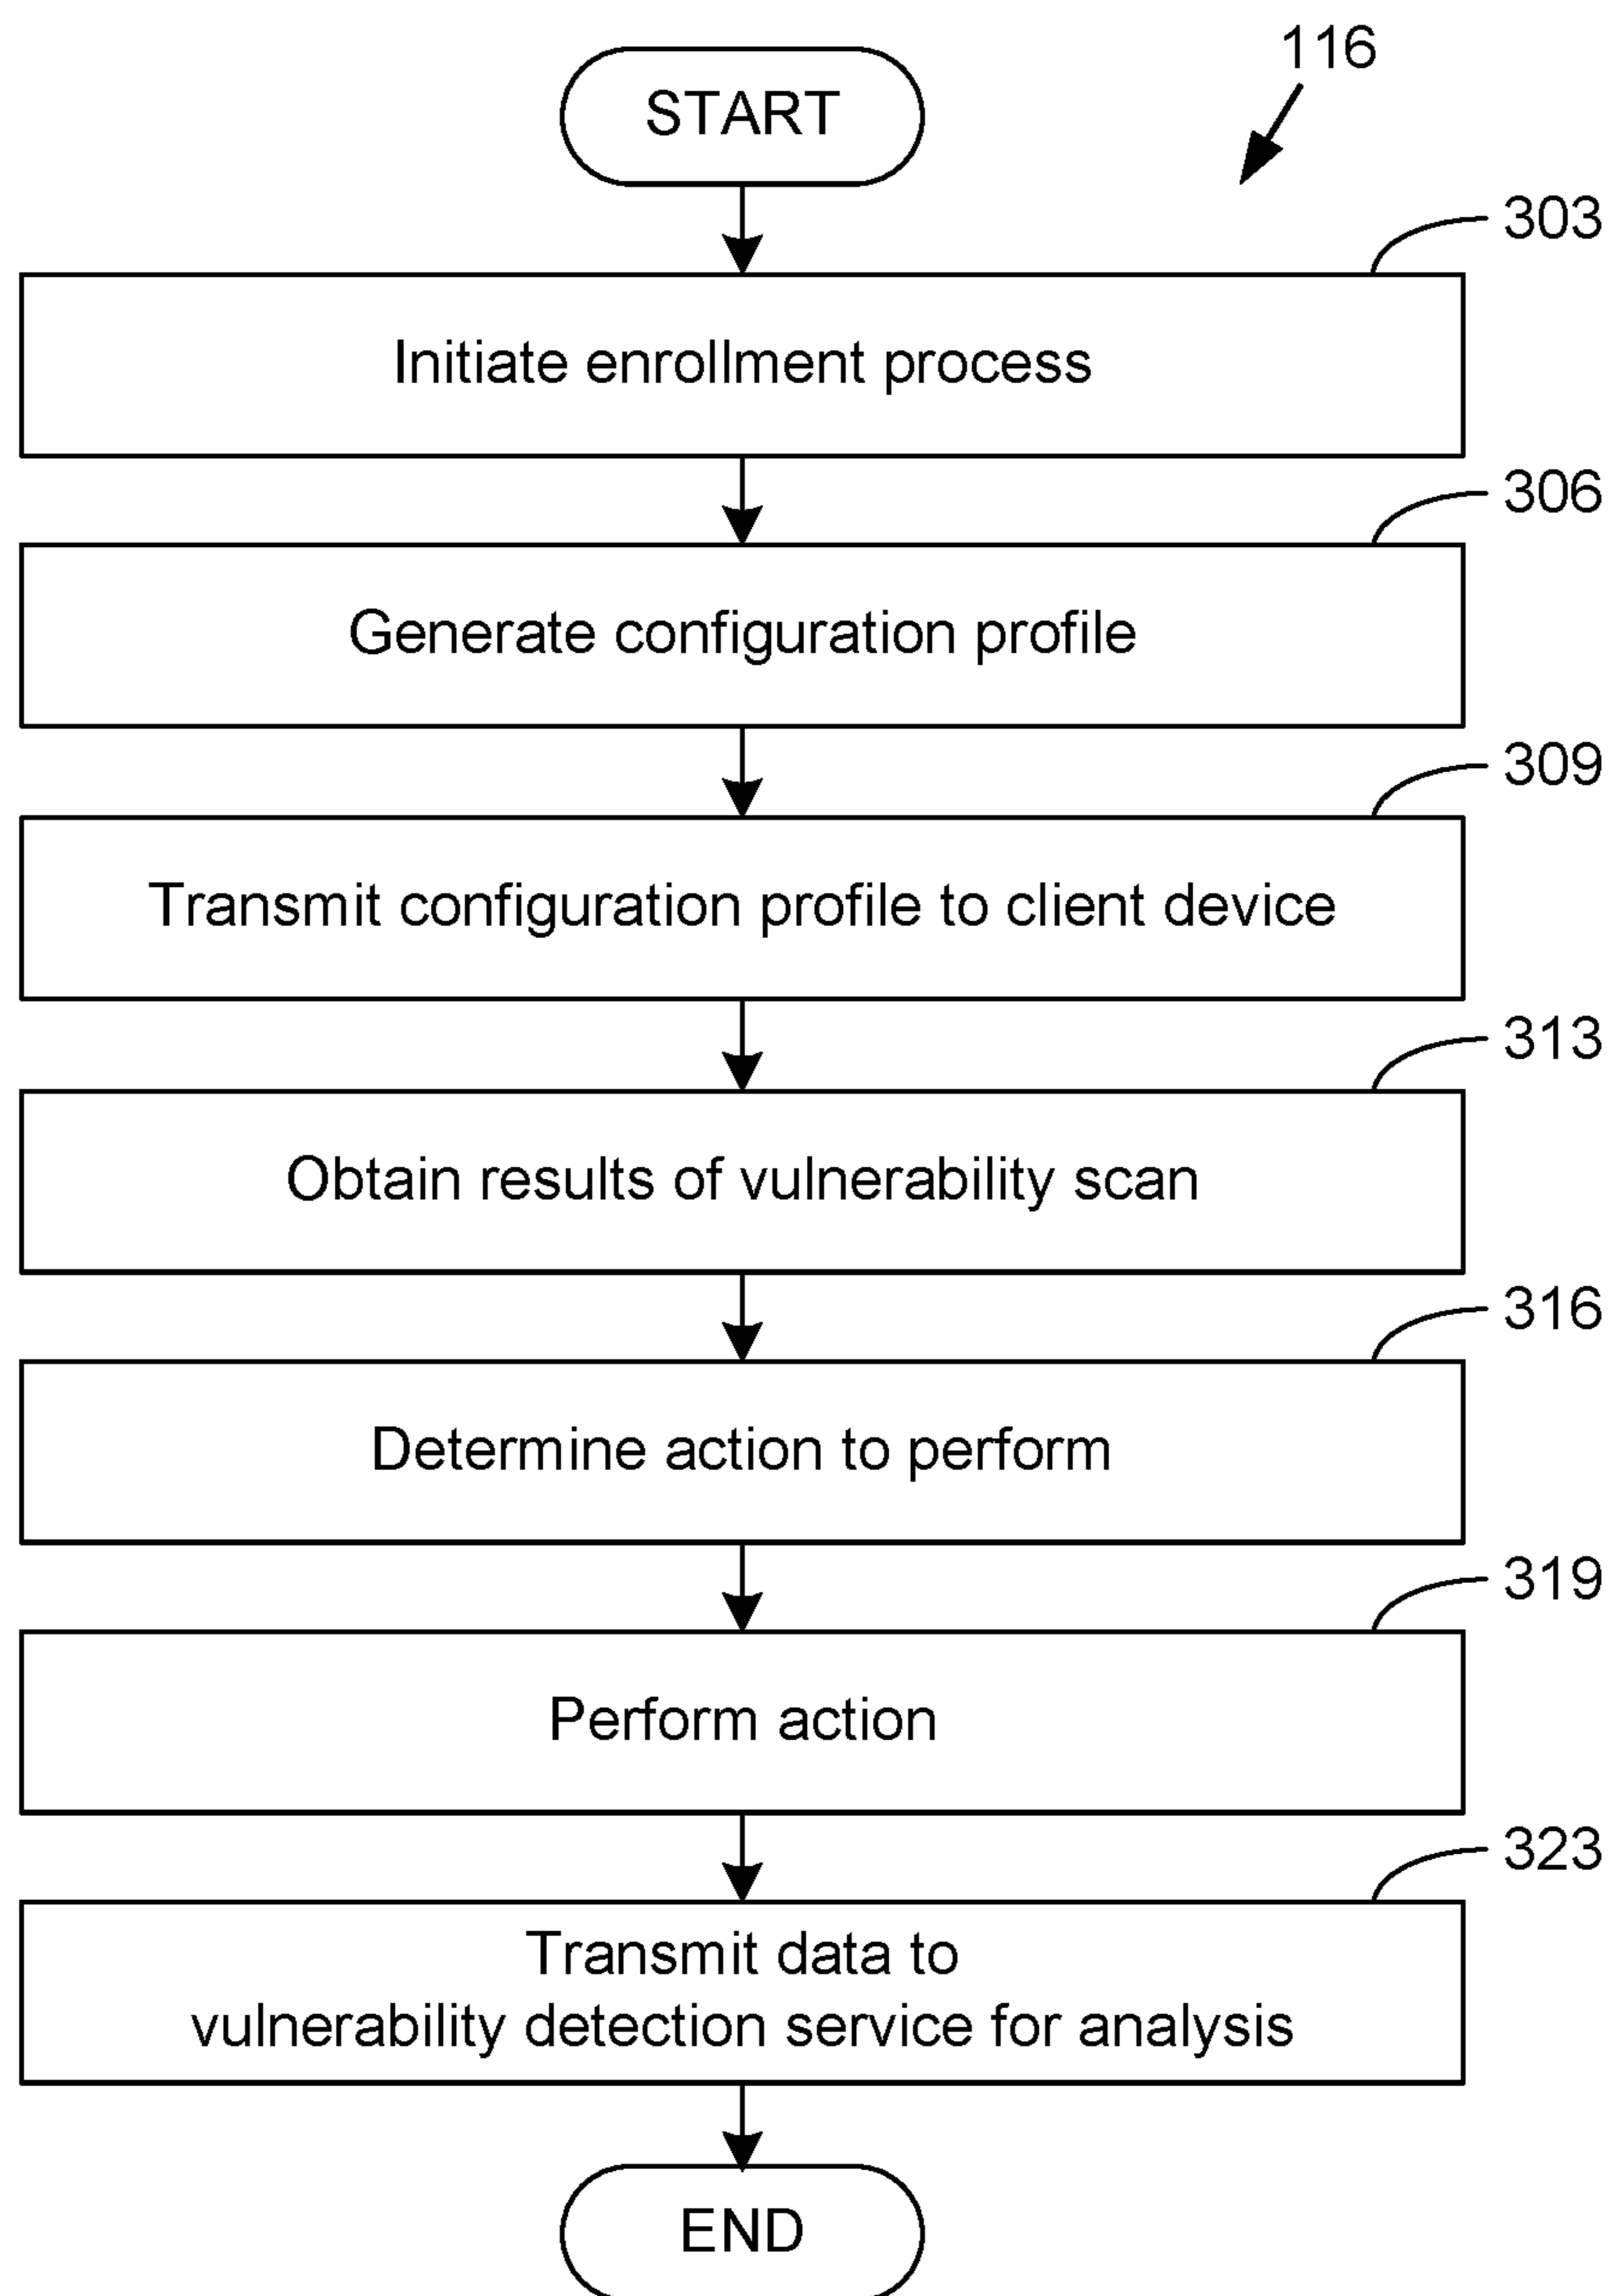 116
START
303
Initiate enrollment process
306
Generate configuration profile
309
Transmit configuration profile to client device
313
Obtain results of vulnerability scan
316
Determine action to perform
319
Perform action
323
Transmit data to
vulnerability detection service for analysis
END